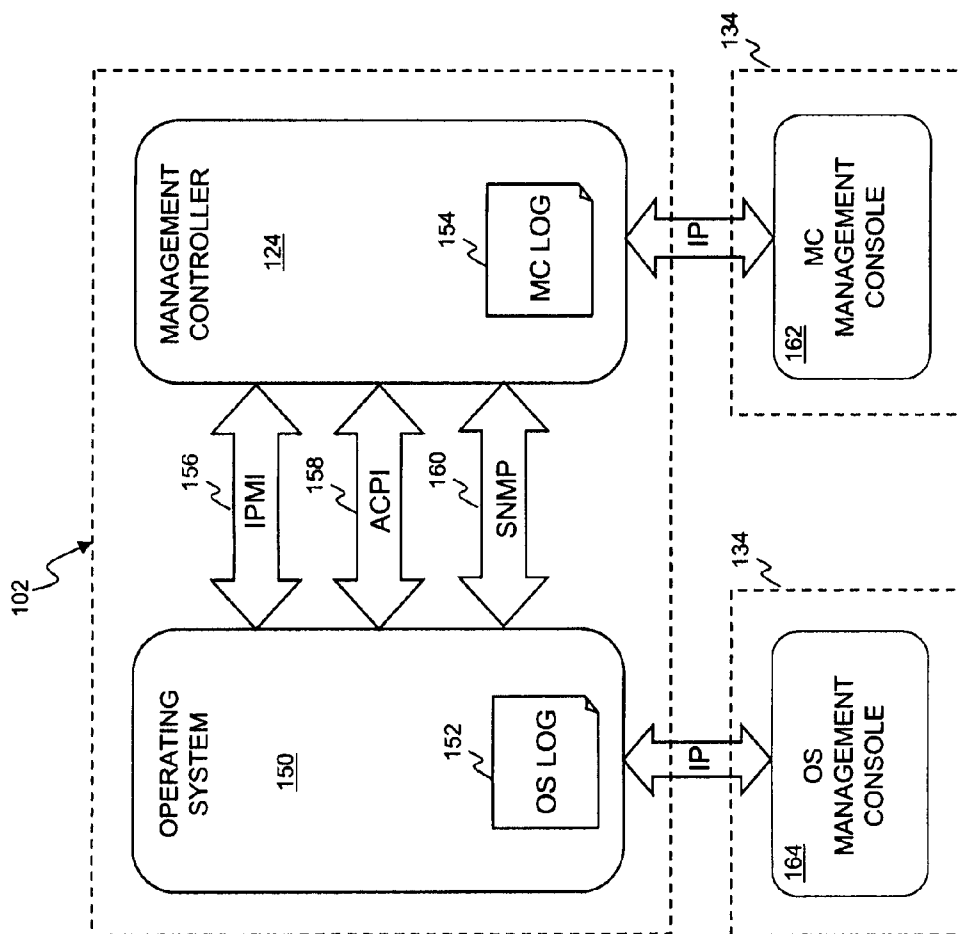 102
OPERATING
SYSTEM
150
152
OS LOG
156
IPMI
158
ACPI
160
SNMP
MANAGEMENT
CONTROLLER
124
154
MC LOG
IP
IP
134
164
OS
MANAGEMENT
CONSOLE
134
162
MC
MANAGEMENT
CONSOLE